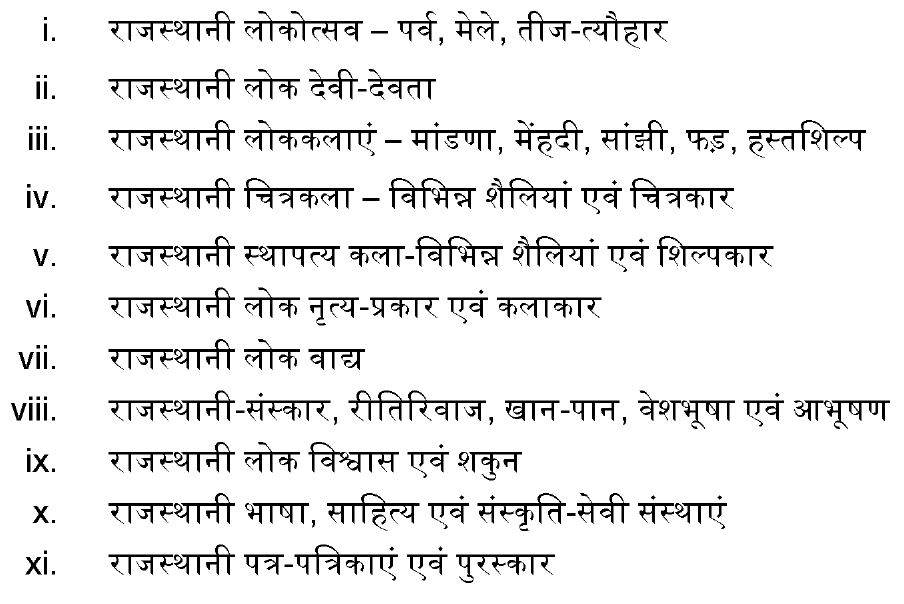 i. राजस्थानी लोकोत्सव – पर्व, मेले, तीज-त्यौहार
ii. राजस्थानी लोक देवी-देवता
iii. राजस्थानी लोककलाएं – मांडणा, मेंहदी, सांझी, फड़, हस्तशिल्प
iv. राजस्थानी चित्रकला – विभिन्न शैलियां एवं चित्रकार
v. राजस्थानी स्थापत्य कला-विभिन्न शैलियां एवं शिल्पकार
vi. राजस्थानी लोक नृत्य-प्रकार एवं कलाकार
vii. राजस्थानी लोक वाद्य
viii. राजस्थानी-संस्कार, रीतिरिवाज, खान-पान, वेशभूषा एवं आभूषण
ix. राजस्थानी लोक विश्वास एवं शकुन
x. राजस्थानी भाषा, साहित्य एवं संस्कृति-सेवी संस्थाएं
xi. राजस्थानी पत्र-पत्रिकाएं एवं पुरस्कार